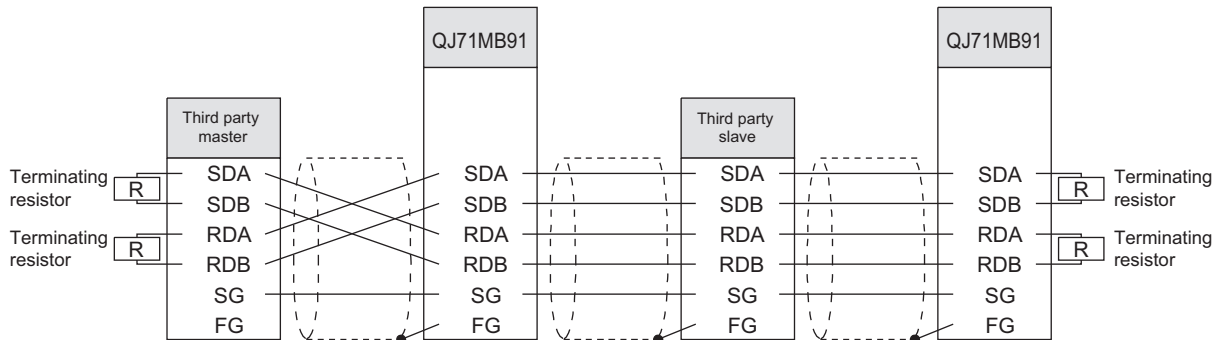 QJ71MB91
QJ71MB91
Third party
master
Third party
slave
Terminating
resistor
R
Terminating
resistor
R
SDA
SDB
RDA
RDB
SG
FG
SDA
SDB
RDA
RDB
SG
FG
SDA
SDB
RDA
RDB
SG
FG
SDA
SDB
RDA
RDB
SG
FG
R
Terminating
resistor
R
Terminating
resistor